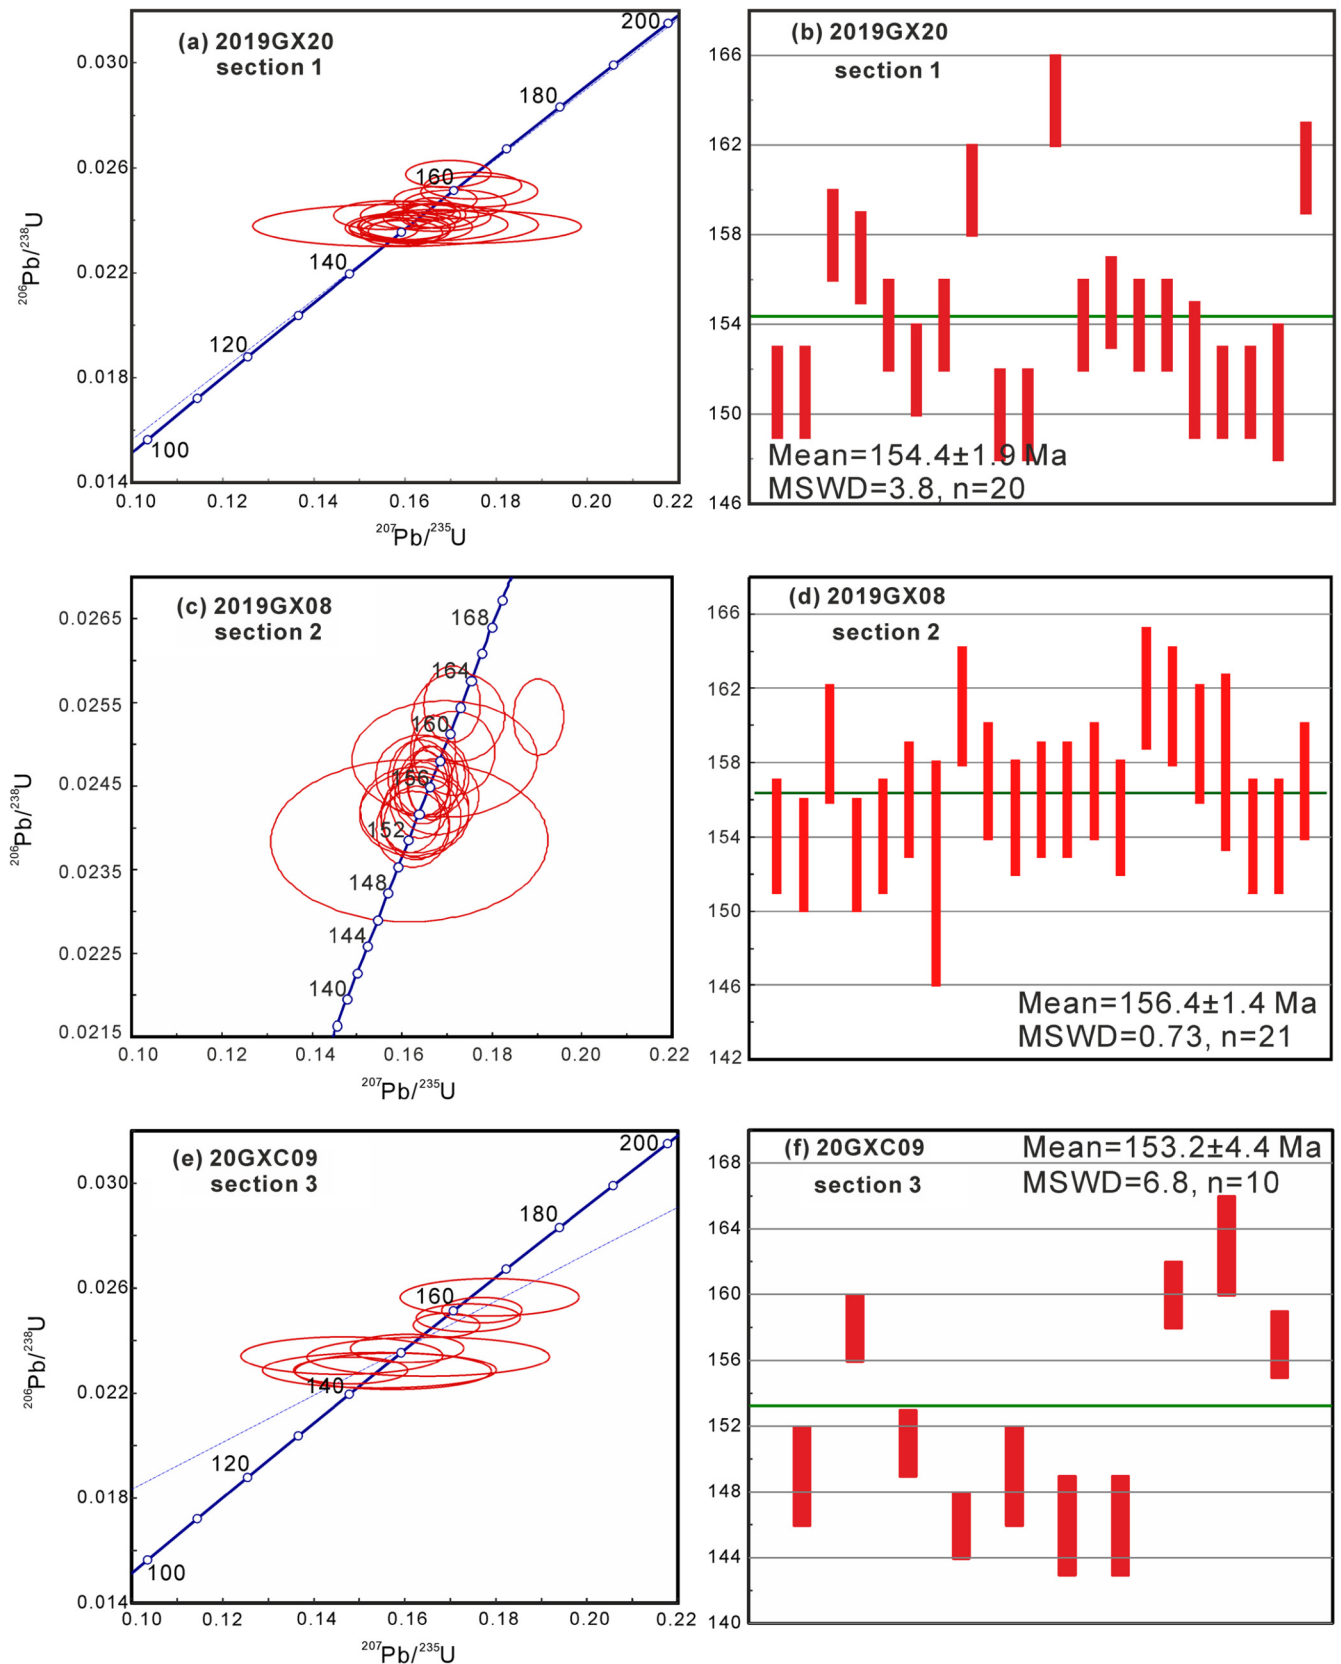 (a) 2019GX20
section 1
0.030
0.026
0.022
0.018
0.014
200
180
160
140
120
100
0.10 0.12 0.14 0.16 0.18 0.20 0.22
206Pb/238U
207Pb/235U
(b) 2019GX20
section 1
166
162
158
154
150
146
Mean=154.4±1.9 Ma
MSWD=3.8, n=20
(c) 2019GX08
section 2
0.0265
0.0255
0.0245
0.0235
0.0225
0.0215
168
164
160
156
152
148
144
140
0.10 0.12 0.14 0.16 0.18 0.20 0.22
206Pb/238U
207Pb/235U
(d) 2019GX08
section 2
166
162
158
154
150
146
142
Mean=156.4±1.4 Ma
MSWD=0.73, n=21
(e) 20GXC09
section 3
0.030
0.026
0.022
0.018
0.014
200
180
160
140
120
100
0.10 0.12 0.14 0.16 0.18 0.20 0.22
206Pb/238U
207Pb/235U
(f) 20GXC09
section 3
Mean=153.2±4.4 Ma
MSWD=6.8, n=10
168
164
160
156
152
148
144
140